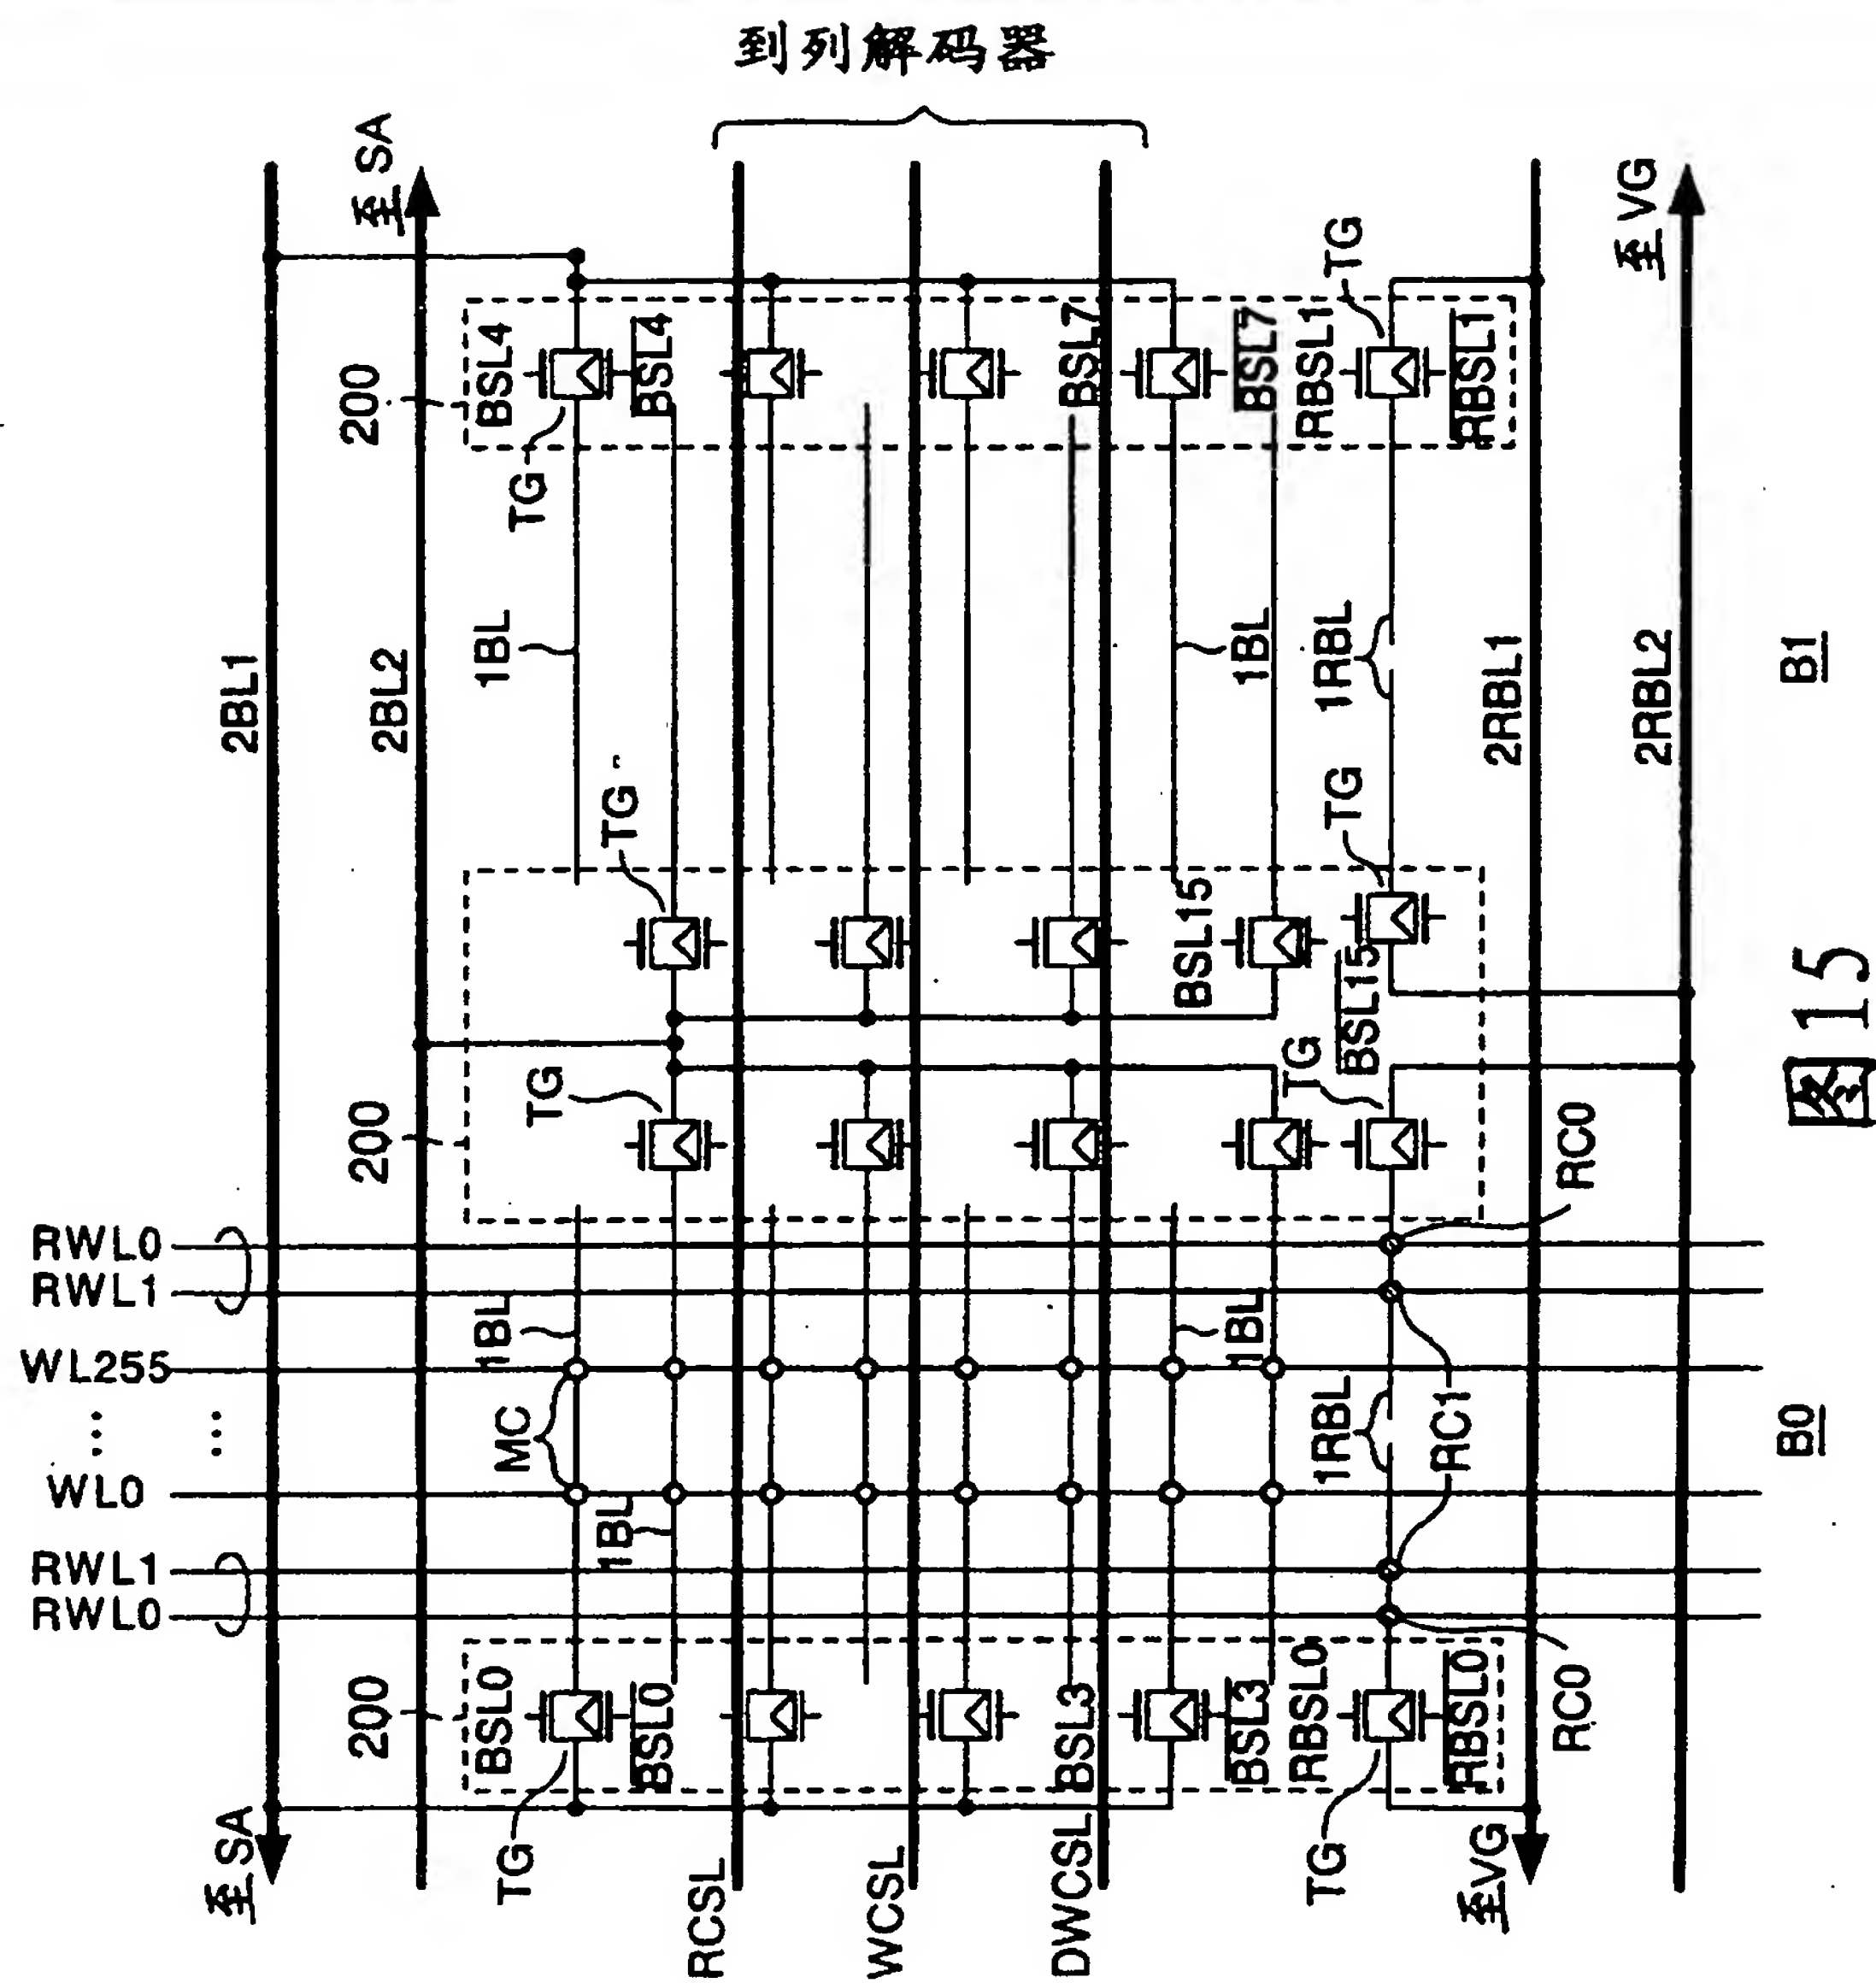 到列解码器
至SA
至SA
至VG
TG
200
BSL4
BSL4
BSL7
BSL7
RBSL1
RBSL1
TG
2BL1
2BL2
1BL
1BL
1RBL
2RBL1
2RBL2
B1
TG
TG
BSL15
BSL15
TG
TG
200
RC0
图15
RWL0
RWL1
1BL
1BL
WL255
...
...
MC
1RBL
RC1
B0
WL0
1BL
RWL1
RWL0
200
BSL0
BSL0
BSL3
BSL3
RBSL0
RBSL0
RC0
TG
TG
至VG
RCSL
WCSL
DWCSL